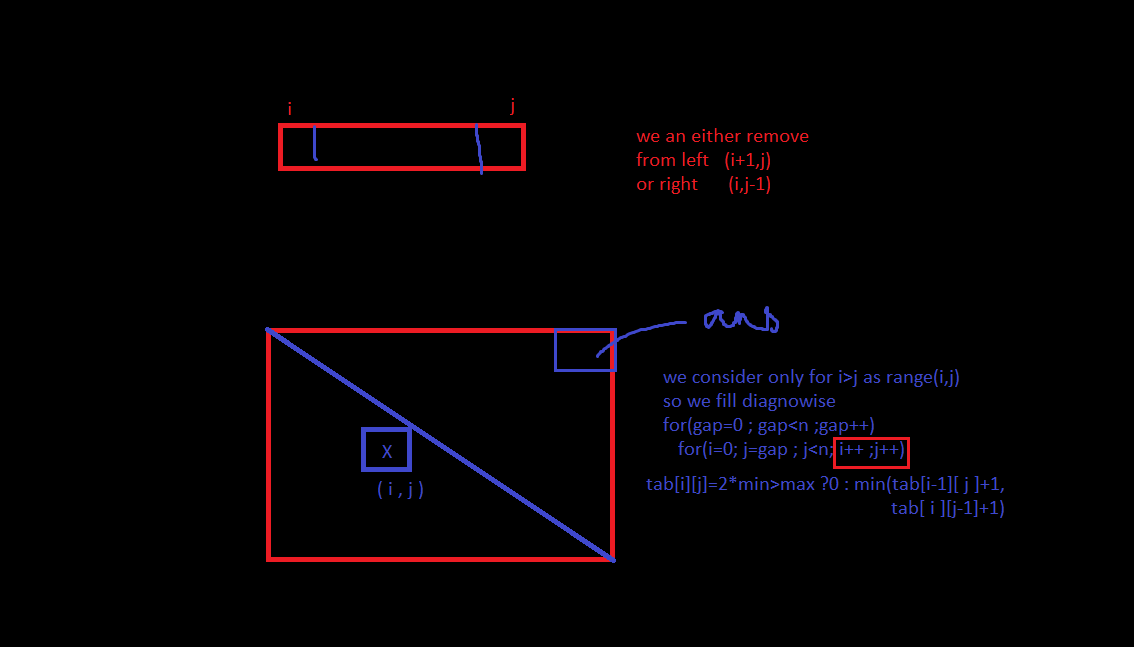 i
j
we an either remove
from left (i+1,j)
or right (i,j-1)
ans
we consider only for i>j as range(i,j)
so we fill diagnowise
for(gap=0 ; gap<n ;gap++)
for(i=0; j=gap ; j<n; i++ ;j++)
X
( i , j )
tab[i][j]=2*min>max ?0 : min(tab[i-1][ j ]+1,
tab[ i ][j-1]+1)